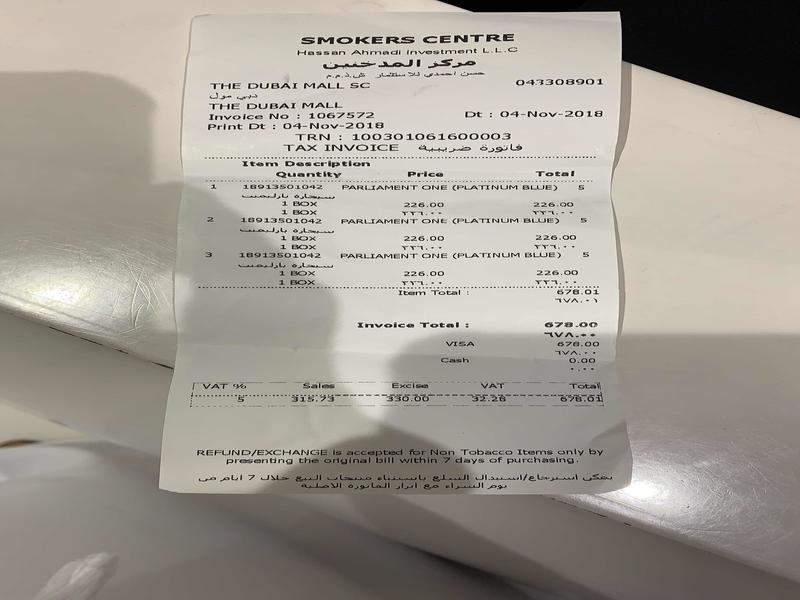 SMOKERS CENTRE
Hassan Ahmadi Investment L.L.C
مركز المدخنين
حسن احمدي للاستثمار ش.ذ.م.م
THE DUBAI MALL SC 043308901
دبي مول
THE DUBAI MALL
Invoice No : 1067572 Dt : 04-Nov-2018
Print Dt : 04-Nov-2018
TRN : 100301061600003
TAX INVOICE فاتورة ضريبية
Item Description
Quantity Price Total
1 18913501042 PARLIAMENT ONE (PLATINUM BLUE) 5
سيجارة بارليمنت
1 BOX 226.00 226.00
1 BOX ٢٢٦.٠٠ ٢٢٦.٠٠
2 18913501042 PARLIAMENT ONE (PLATINUM BLUE) 5
سيجارة بارليمنت
1 BOX 226.00 226.00
1 BOX ٢٢٦.٠٠ ٢٢٦.٠٠
3 18913501042 PARLIAMENT ONE (PLATINUM BLUE) 5
سيجارة بارليمنت
1 BOX 226.00 226.00
1 BOX ٢٢٦.٠٠ ٢٢٦.٠٠
Item Total : 678.01
٦٧٨.٠١
Invoice Total : 678.00
٦٧٨.٠٠
VISA 678.00
٦٧٨.٠٠
Cash 0.00
٠.٠٠
VAT % Sales Excise VAT Total
5 315.73 330.00 32.28 678.01
REFUND/EXCHANGE is accepted for Non Tobacco Items only by
presenting the original bill within 7 days of purchasing.
يمكن استرجاع/استبدال السلع باستثناء منتجات التبغ خلال 7 ايام من
يوم الشراء مع ابراز الفاتورة الاصلية